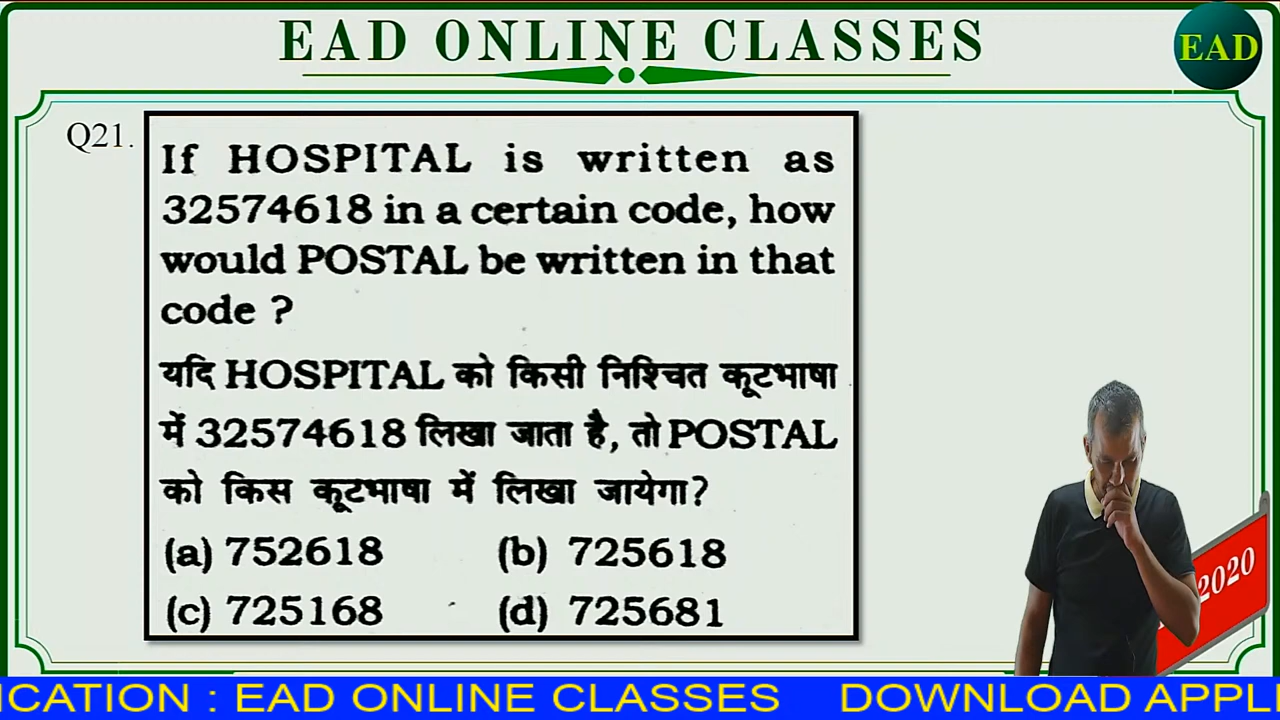 EAD ONLINE CLASSES
EAD
Q21.
If HOSPITAL is written as
32574618 in a certain code, how
would POSTAL be written in that
code ?
यदि HOSPITAL को किसी निश्चित कूटभाषा
में 32574618 लिखा जाता है, तो POSTAL
को किस कूटभाषा में लिखा जायेगा?
(a) 752618 (b) 725618
(c) 725168 (d) 725681
2020
ICATION : EAD ONLINE CLASSES DOWNLOAD APPLI